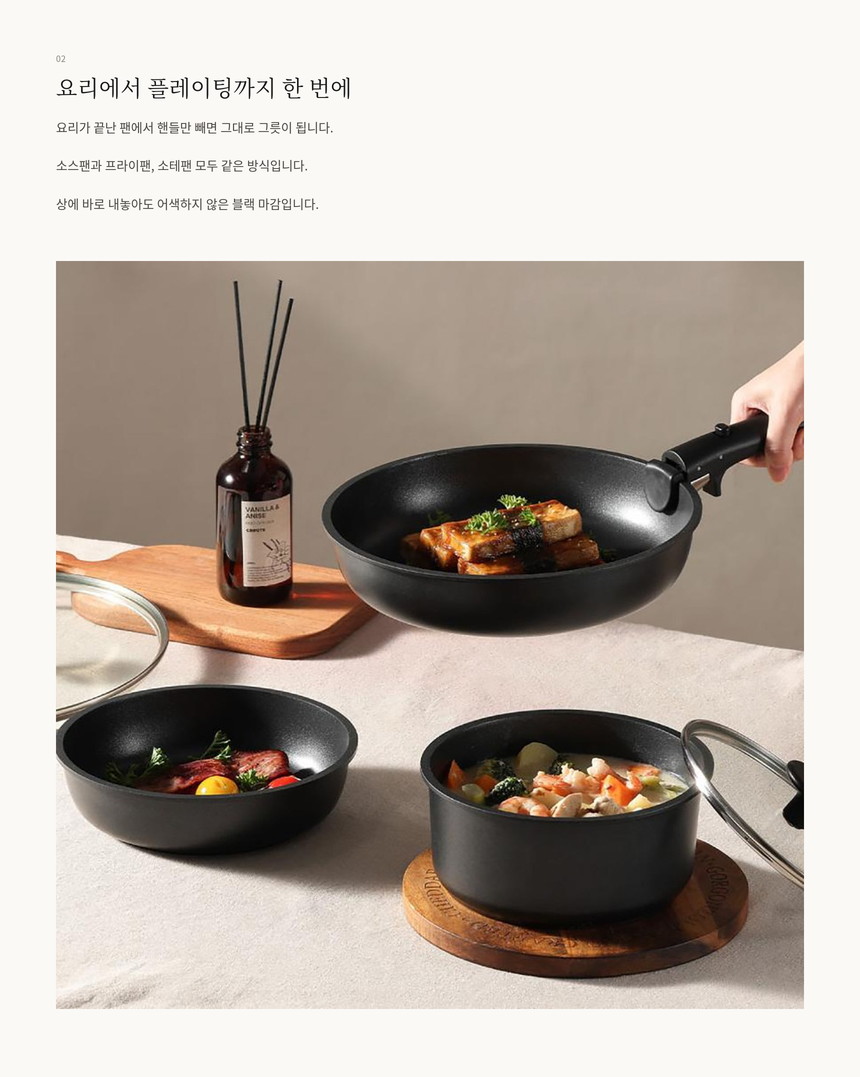 02
요리에서 플레이팅까지 한 번에
요리가 끝난 팬에서 핸들만 빼면 그대로 그릇이 됩니다.
소스팬과 프라이팬, 소테팬 모두 같은 방식입니다.
상에 바로 내놓아도 어색하지 않은 블랙 마감입니다.
VANILLA &
ANISE